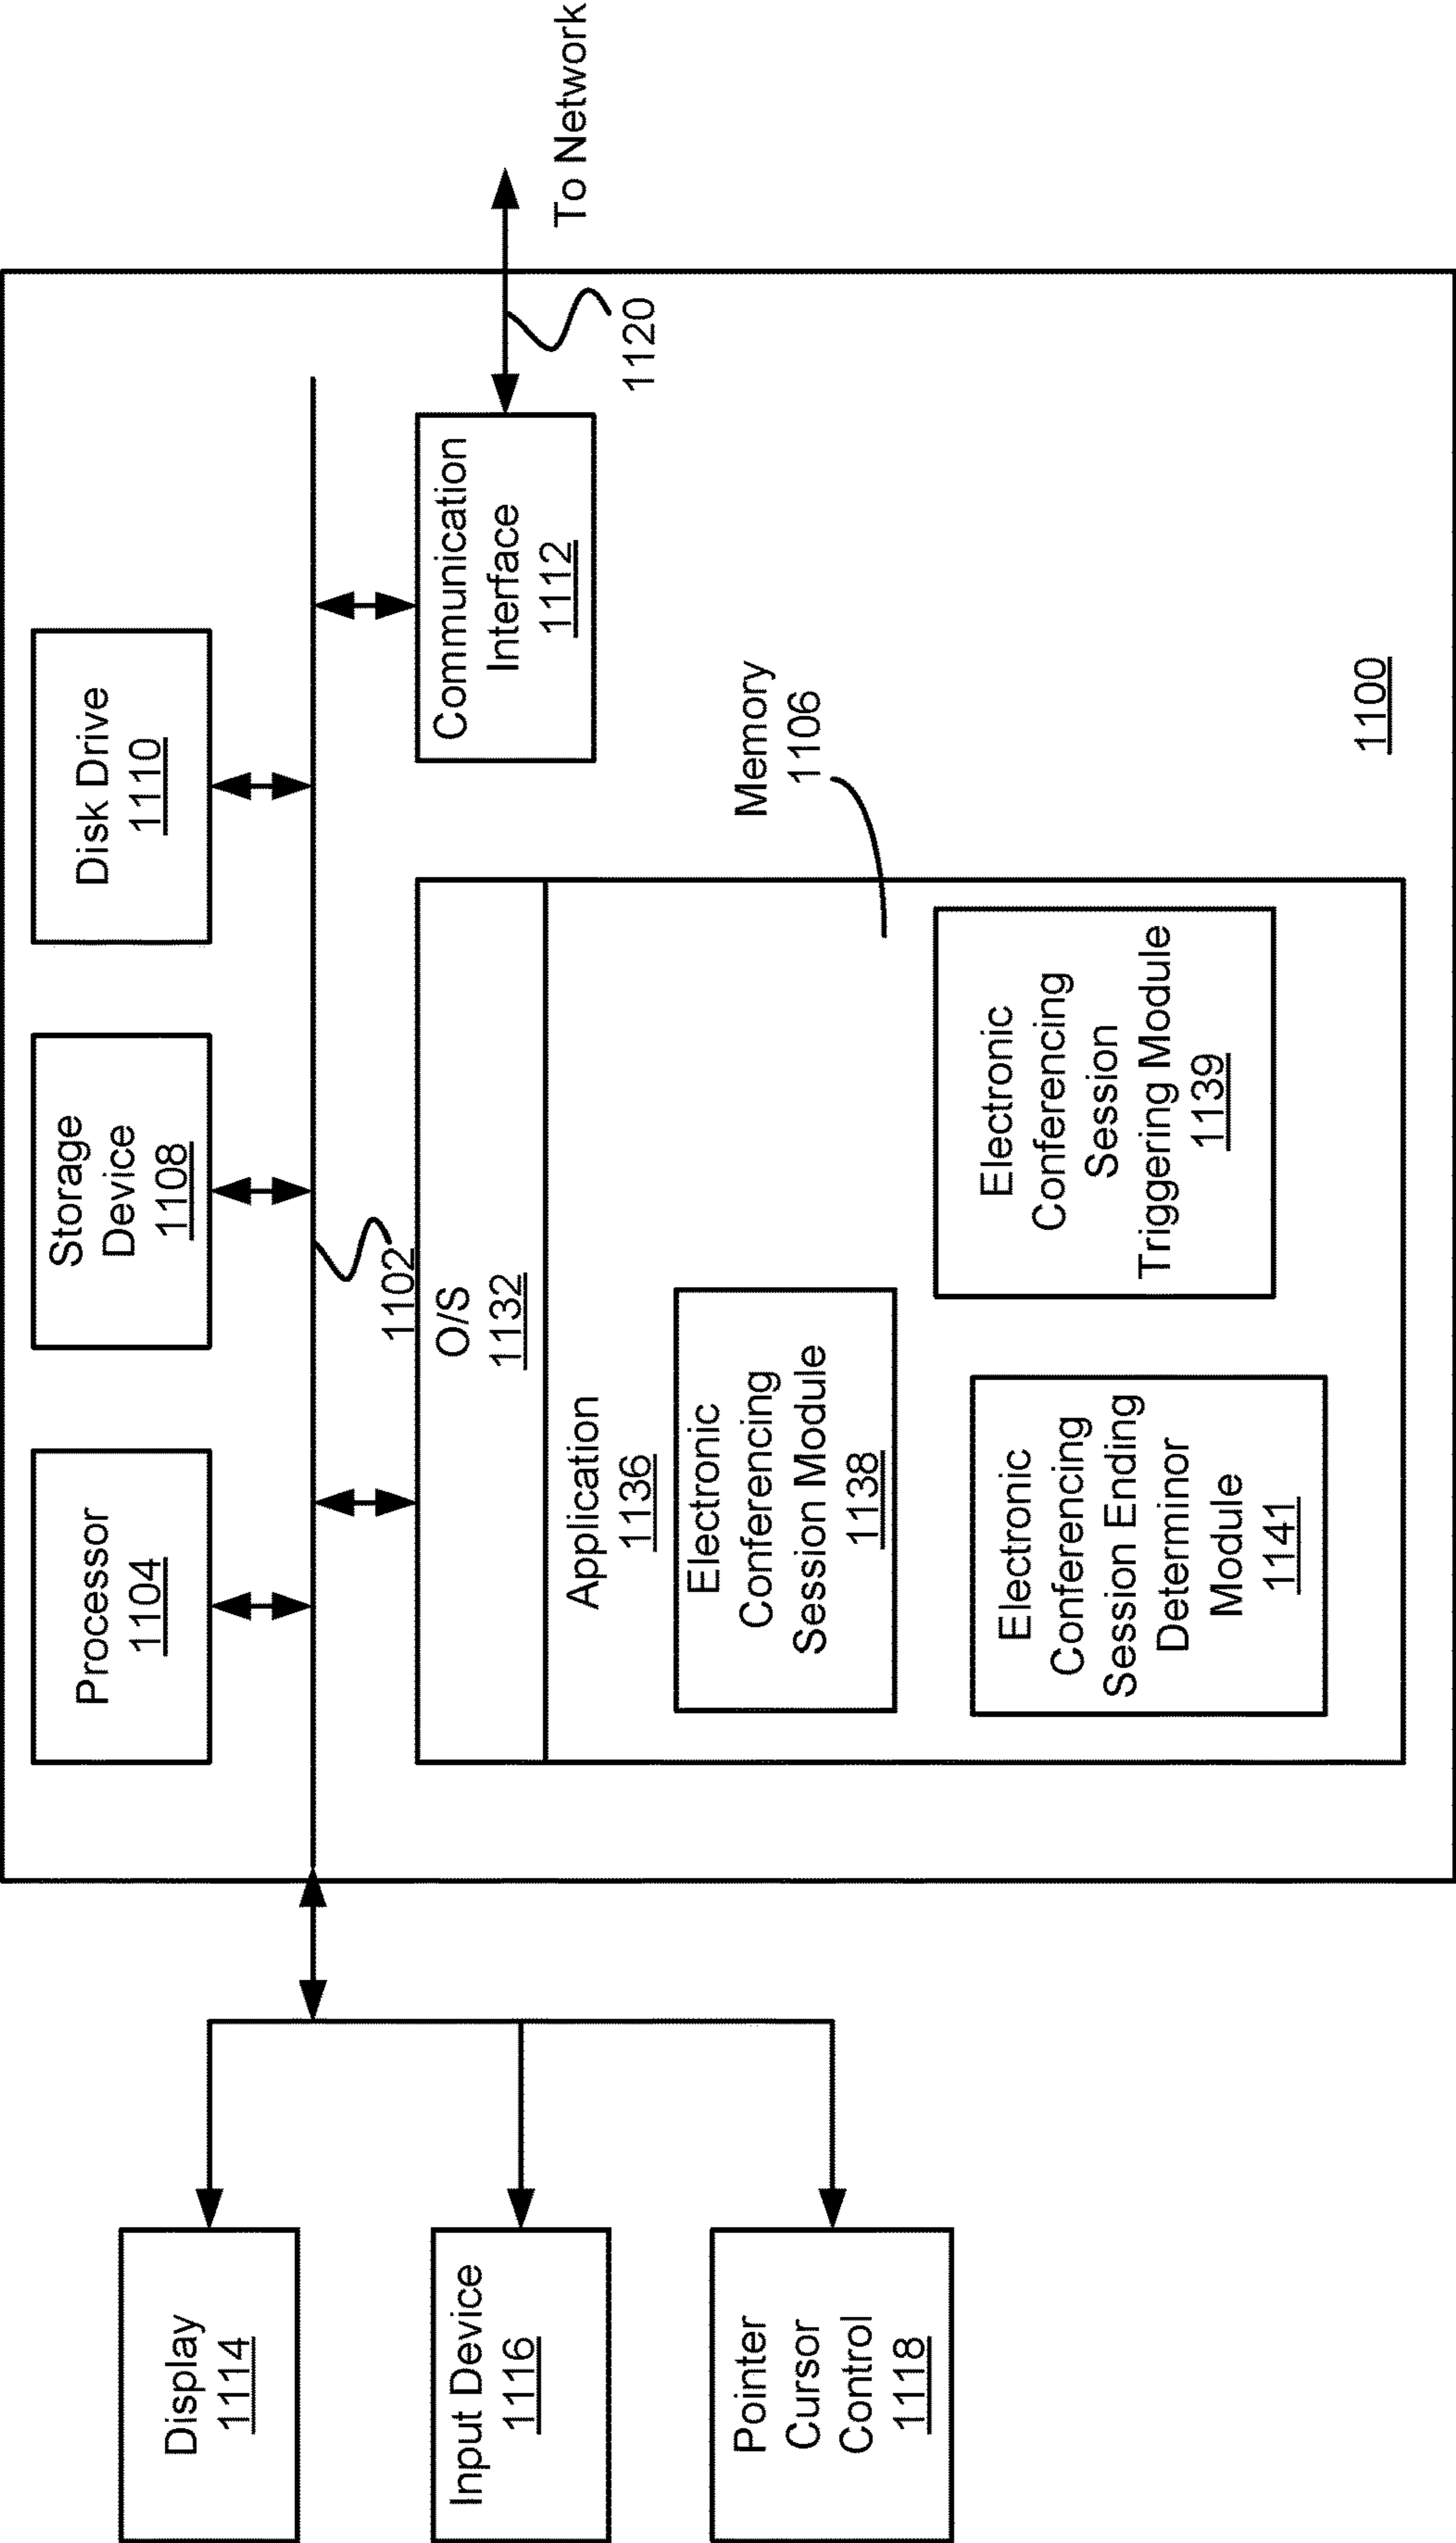 Display
1114
Input Device
1116
Pointer
Cursor
Control
1118
Processor
1104
Storage
Device
1108
Disk Drive
1110
1102
O/S
1132
Application
1136
Electronic
Conferencing
Session Module
1138
Electronic
Conferencing
Session Ending
Determinor
Module
1141
Electronic
Conferencing
Session
Triggering Module
1139
Memory
1106
Communication
Interface
1112
1120
To Network
1100